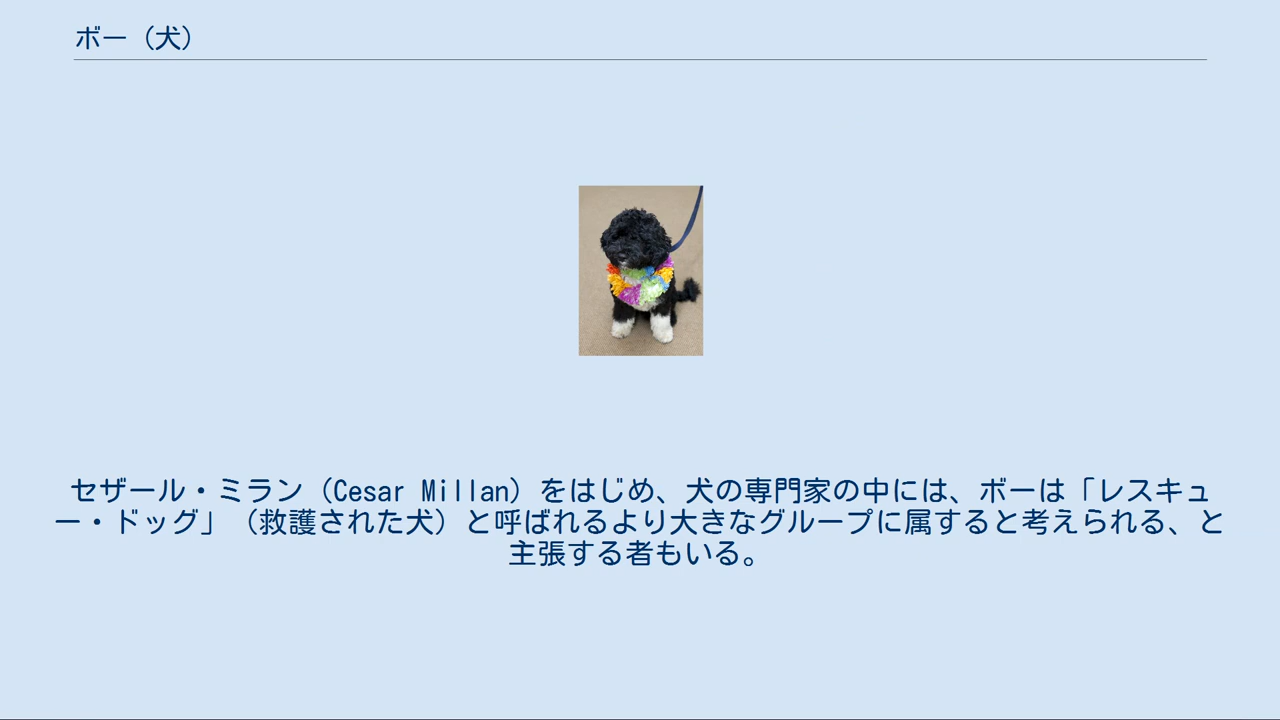 ボー（犬）
セザール・ミラン（Cesar Millan）をはじめ、犬の専門家の中には、ボーは「レスキュ
ー・ドッグ」（救護された犬）と呼ばれるより大きなグループに属すると考えられる、と
主張する者もいる。